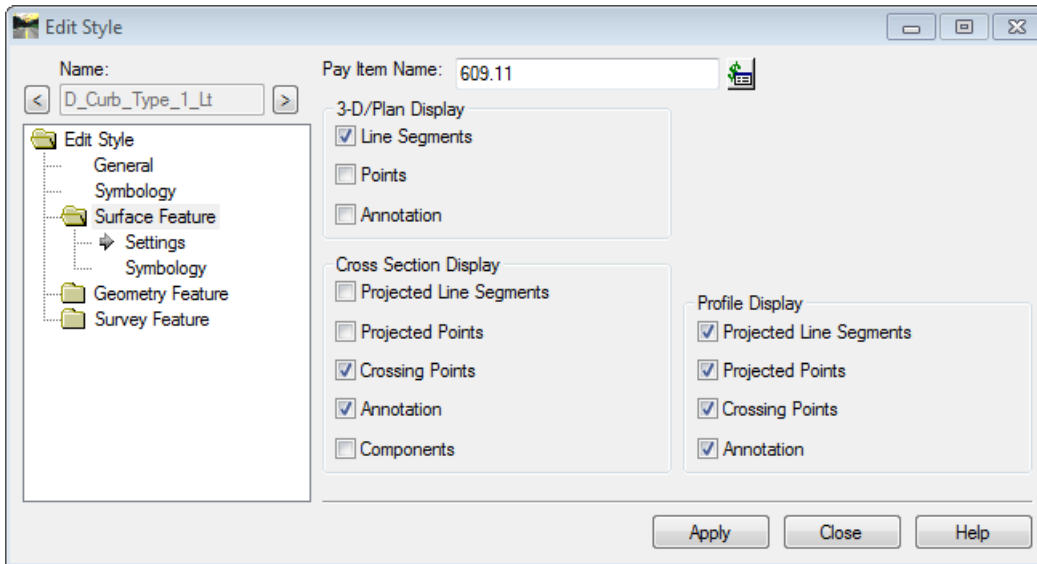 Edit Style
Name:
< D_Curb_Type_1_Lt >
Edit Style
General
Symbology
Surface Feature
Settings
Symbology
Geometry Feature
Survey Feature
Pay Item Name: 609.11
3-D/Plan Display
Line Segments
Points
Annotation
Cross Section Display
Projected Line Segments
Projected Points
Crossing Points
Annotation
Components
Profile Display
Projected Line Segments
Projected Points
Crossing Points
Annotation
Apply Close Help